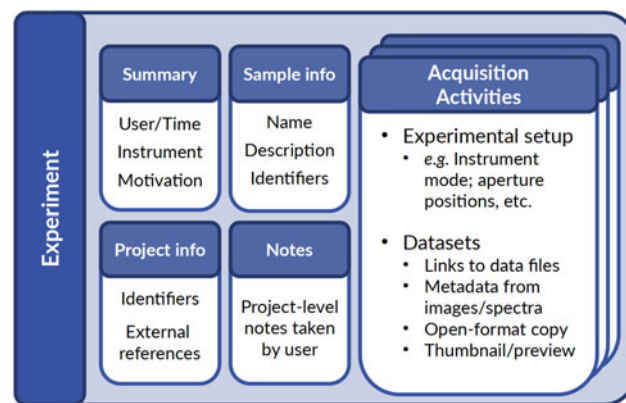 Experiment
Summary
User/Time
Instrument
Motivation
Sample info
Name
Description
Identifiers
Project info
Identifiers
External
references
Notes
Project-level
notes taken
by user
Acquisition
Activities
• Experimental setup
• e.g. Instrument
mode; aperture
positions, etc.
• Datasets
• Links to data files
• Metadata from
images/spectra
• Open-format copy
• Thumbnail/preview